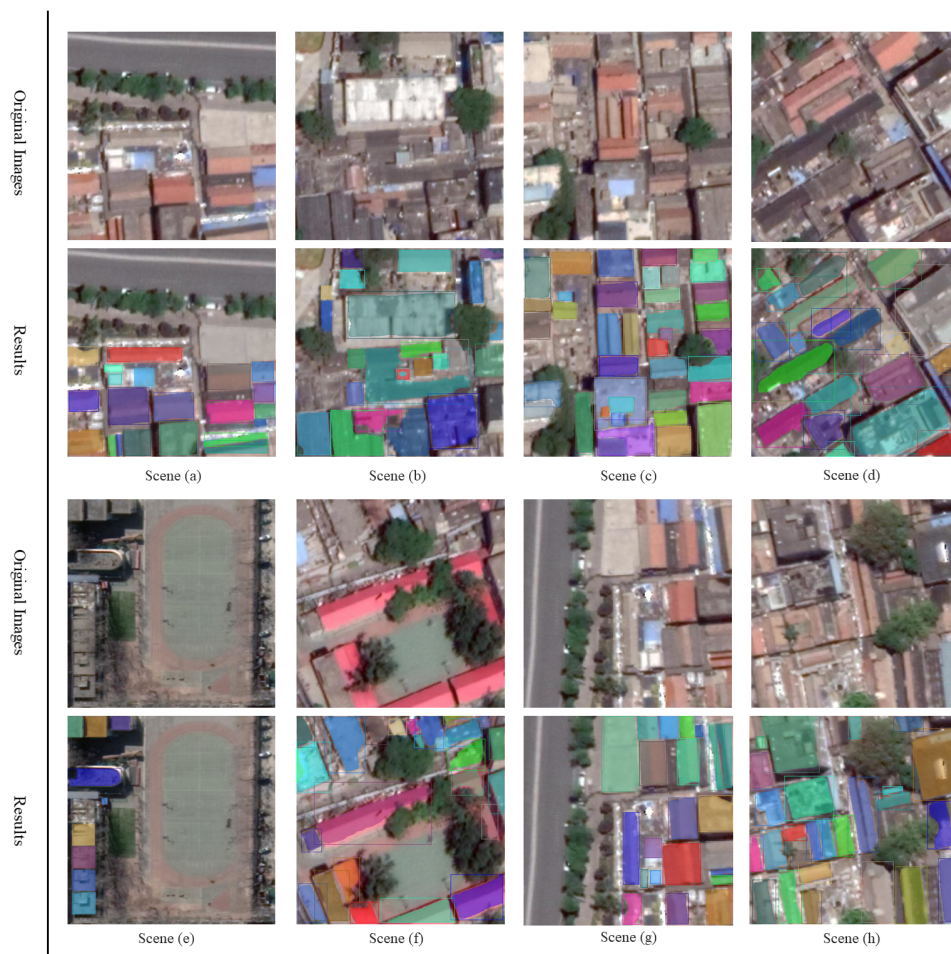 Original Images
Results
Scene (a)
Scene (b)
Scene (c)
Scene (d)
Original Images
Results
Scene (e)
Scene (f)
Scene (g)
Scene (h)